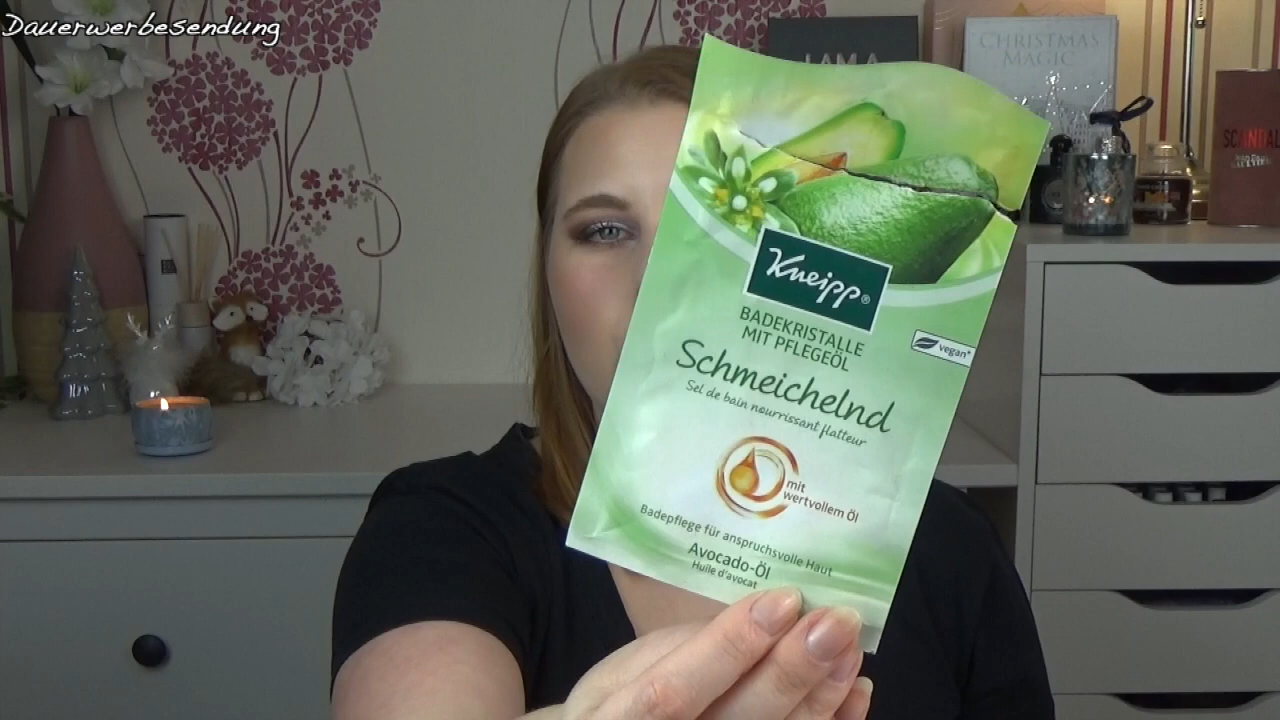 Dauerwerbesendung
I AM A
CHRISTMAS
MAGIC
SCANDAL
Kneipp®
BADEKRISTALLE
MIT PFLEGEÖL
vegan*
Schmeichelnd
Sel de bain nourrissant flatteur
mit
wertvollem Öl
Badepflege für anspruchsvolle Haut
Avocado-Öl
Huile d'avocat